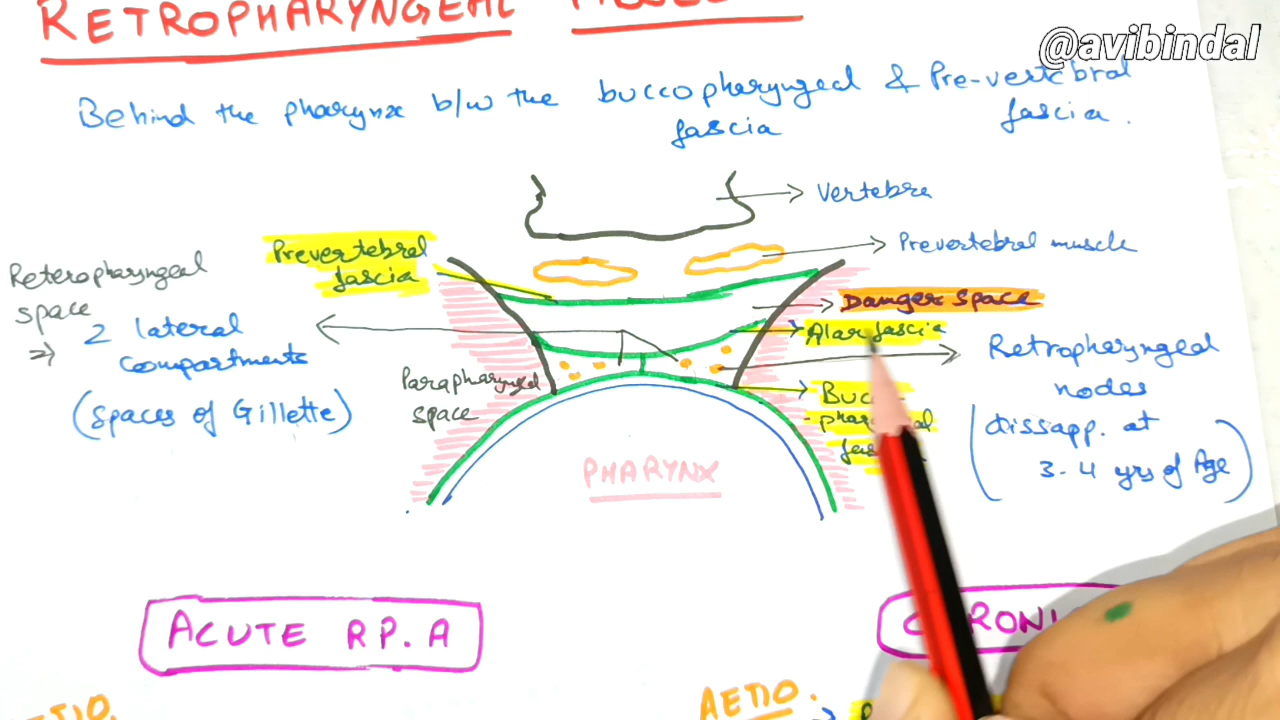 RETROPHARYNGEAL
@avibindal
Behind the pharynx b/w the buccopharyngeal & Pre-vertebral
fascia fascia.
Vertebra
Prevertebral muscle
Prevertebral
fascia
Reteropharyngeal
space
⇒ 2 lateral
compartments
(spaces of Gillette)
Danger space
Alar fascia
Parapharyngeal
space
Retropharyngeal
nodes
(dissapp. at
3-4 yrs of Age)
PHARYNX
ACUTE RP.A
AETIO.